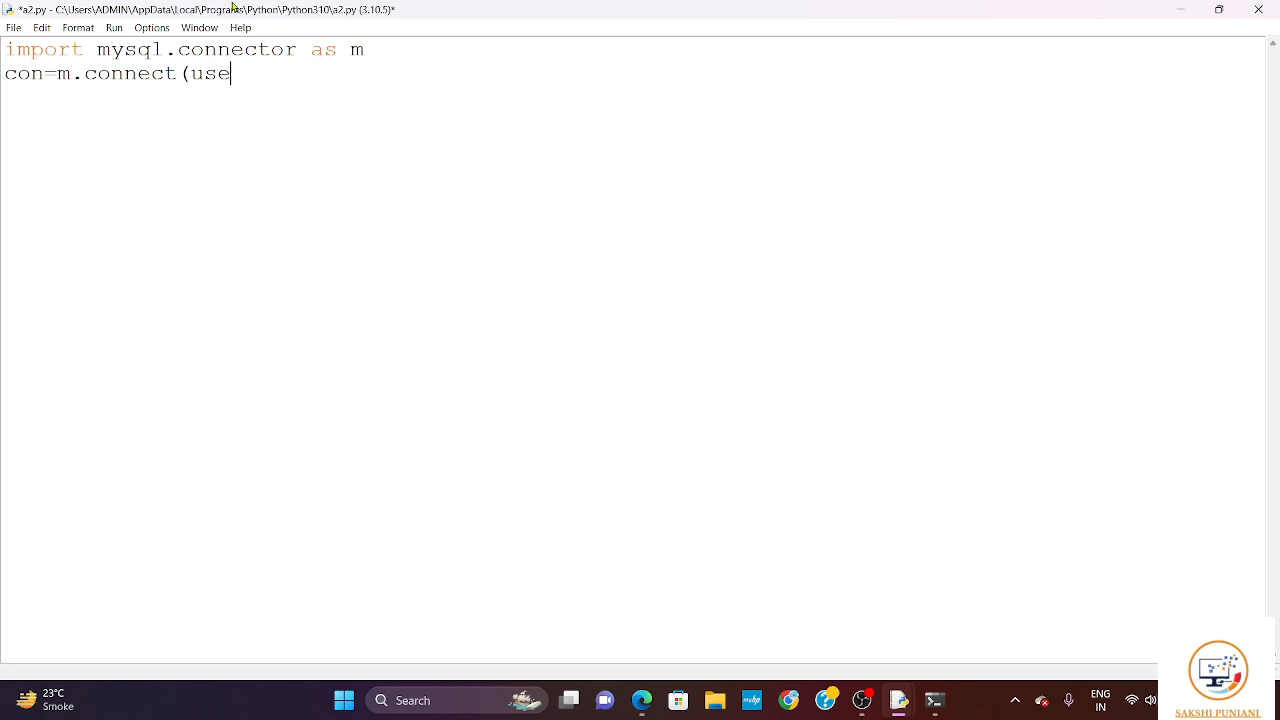 *a2.py - C:\Users\ADMIN\AppData\Local\Programs\Python\Python310\a2.py (3.10.5)*
File Edit Format Run Options Window Help
import mysql.connector as m
con=m.connect(use
23°C
Smoke
Search
ENG
IN
SAKSHI PUNIANI